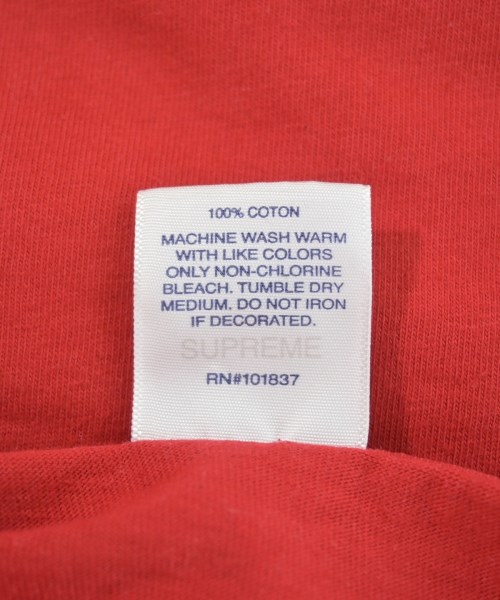 100% COTON
MACHINE WASH WARM
WITH LIKE COLORS
ONLY NON-CHLORINE
BLEACH. TUMBLE DRY
MEDIUM. DO NOT IRON
IF DECORATED.
SUPREME
RN#101837